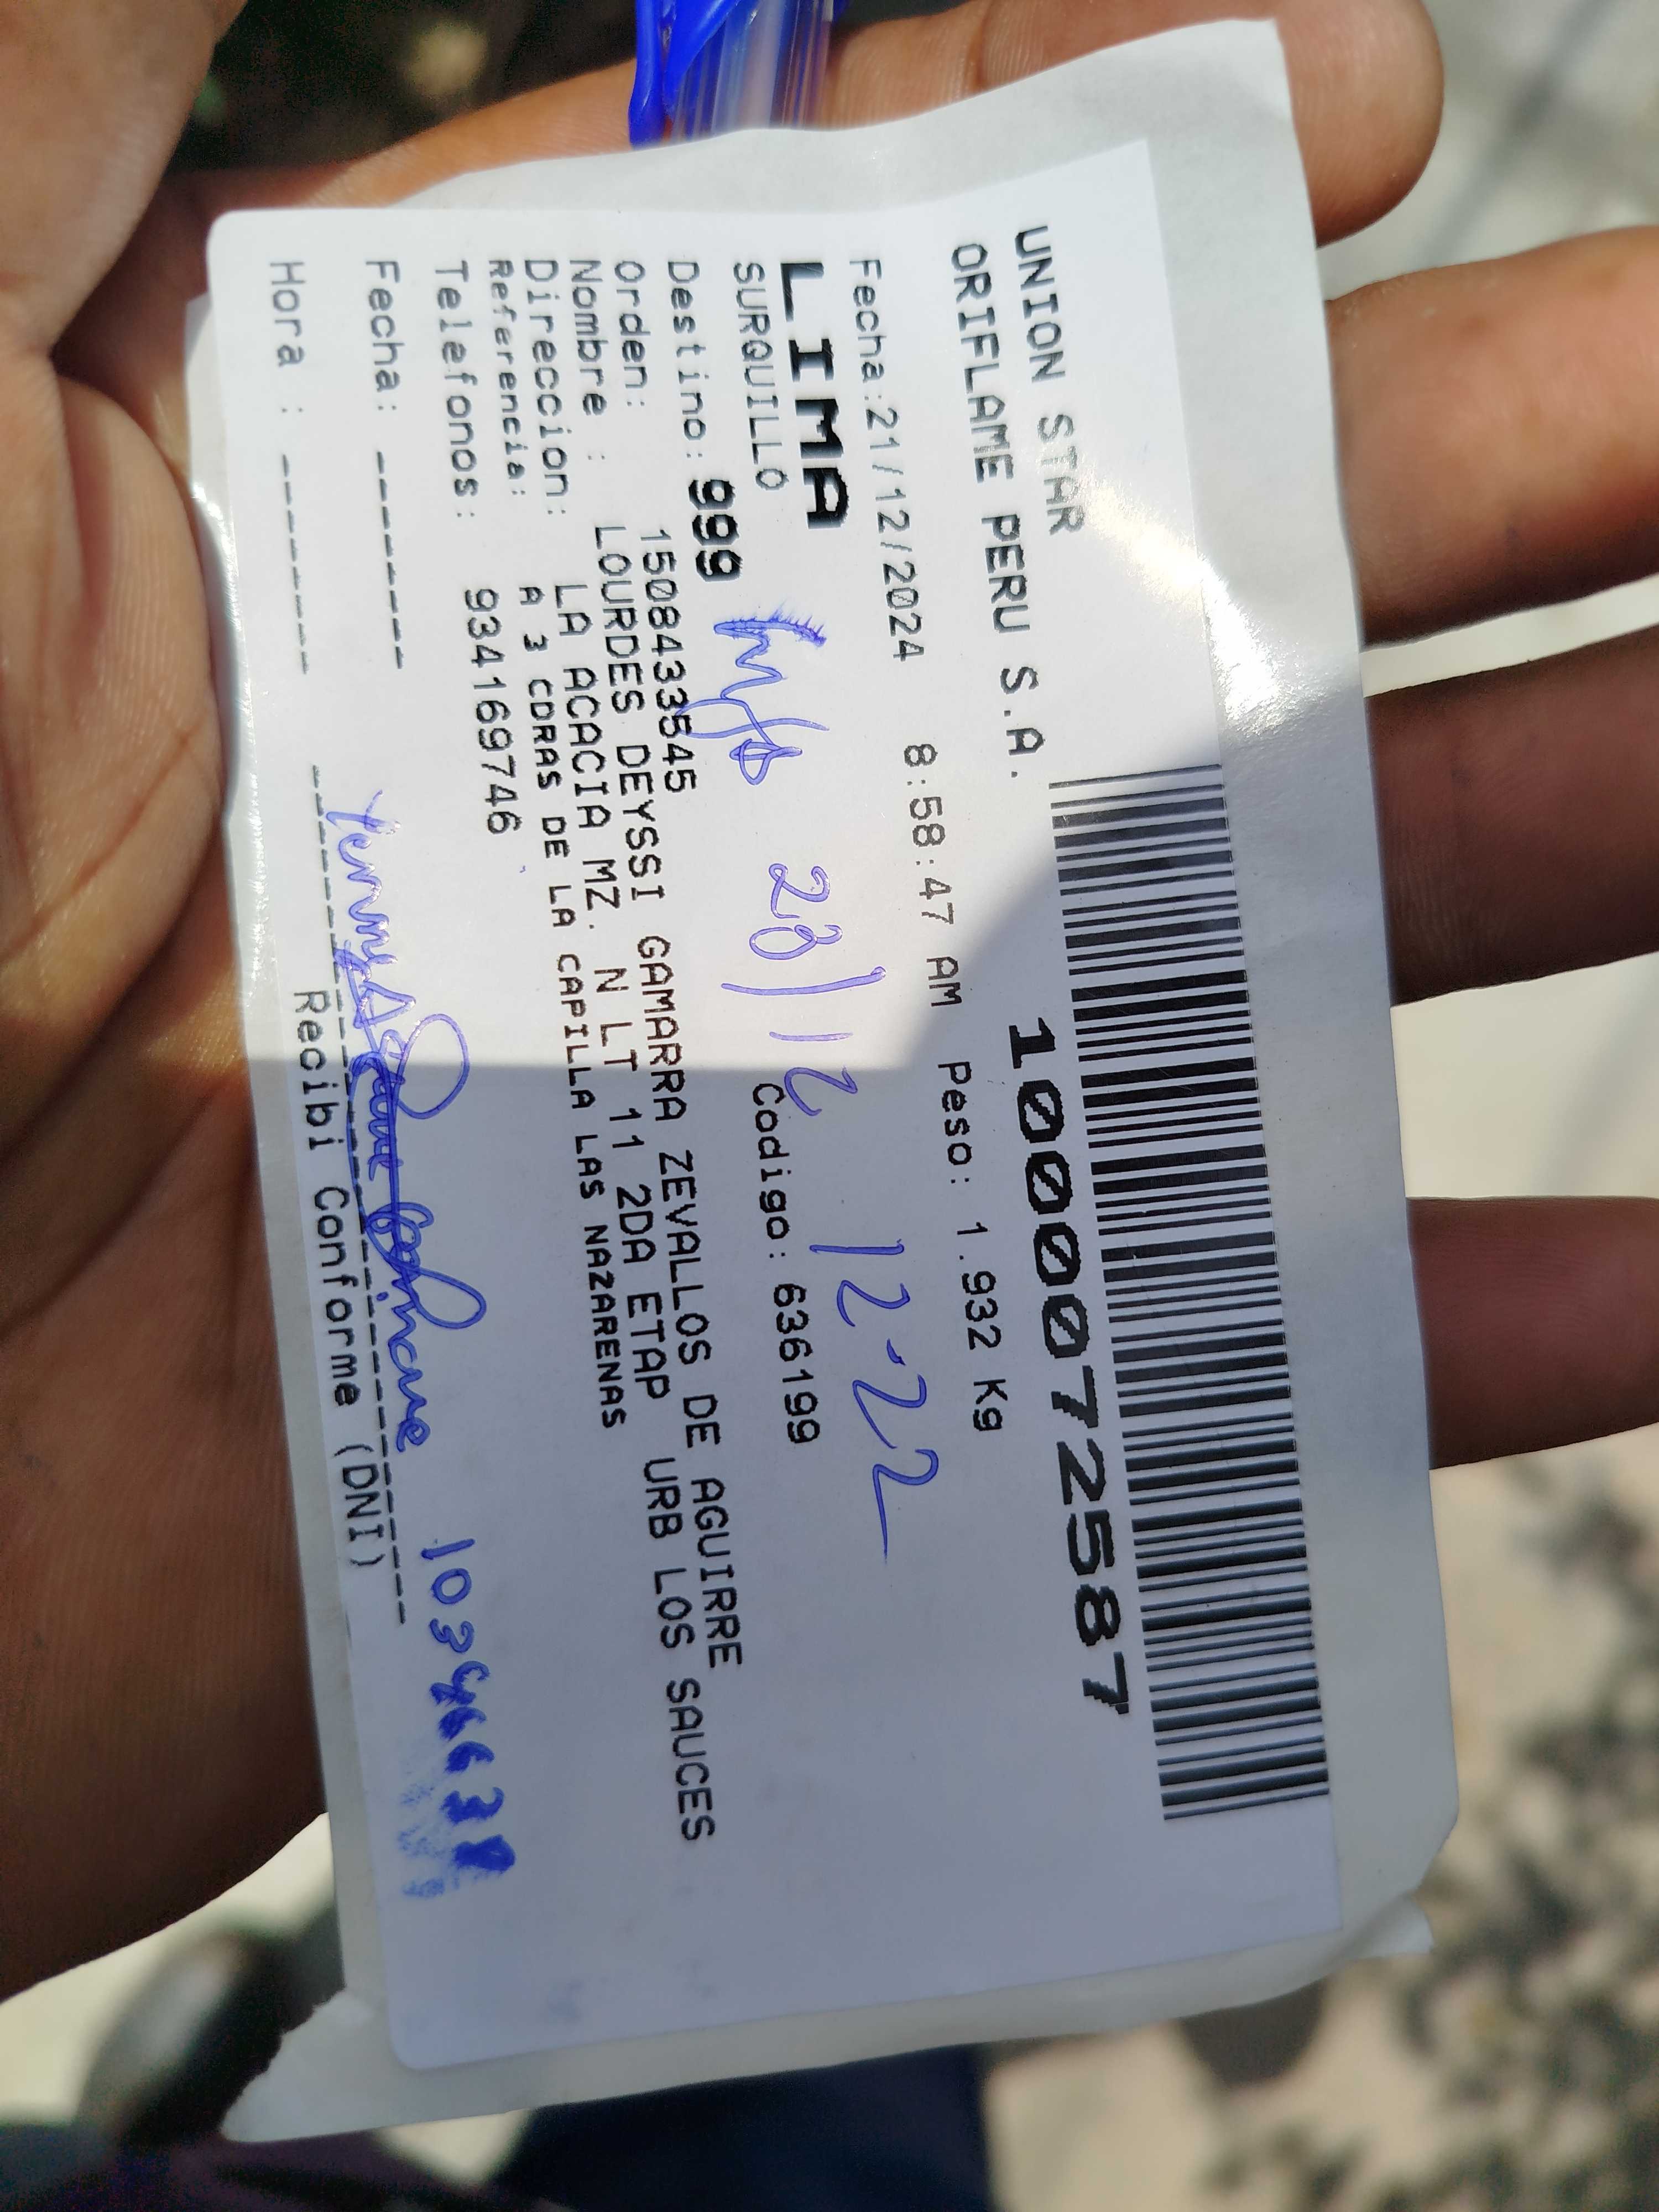 UNION STAR
ORIFLAME PERU S.A.
1000072587
Fecha:21/12/2024 8:58:47 AM Peso: 1.932 Kg
LIMA
12.22
SURQUILLO
23/12
Codigo: 636199
Destino: 999
Orden: 1508433545
Nombre : LOURDES DEYSSI GAMARRA ZEVALLOS DE AGUIRRE
Direccion: LA ACACIA MZ. N LT 11 2DA ETAP URB LOS SAUCES
Referencia: A 3 CDRAS DE LA CAPILLA LAS NAZARENAS
Telefonos: 934169746
Fecha: -------
Hora : -------
Recibi Conforme (DNI)